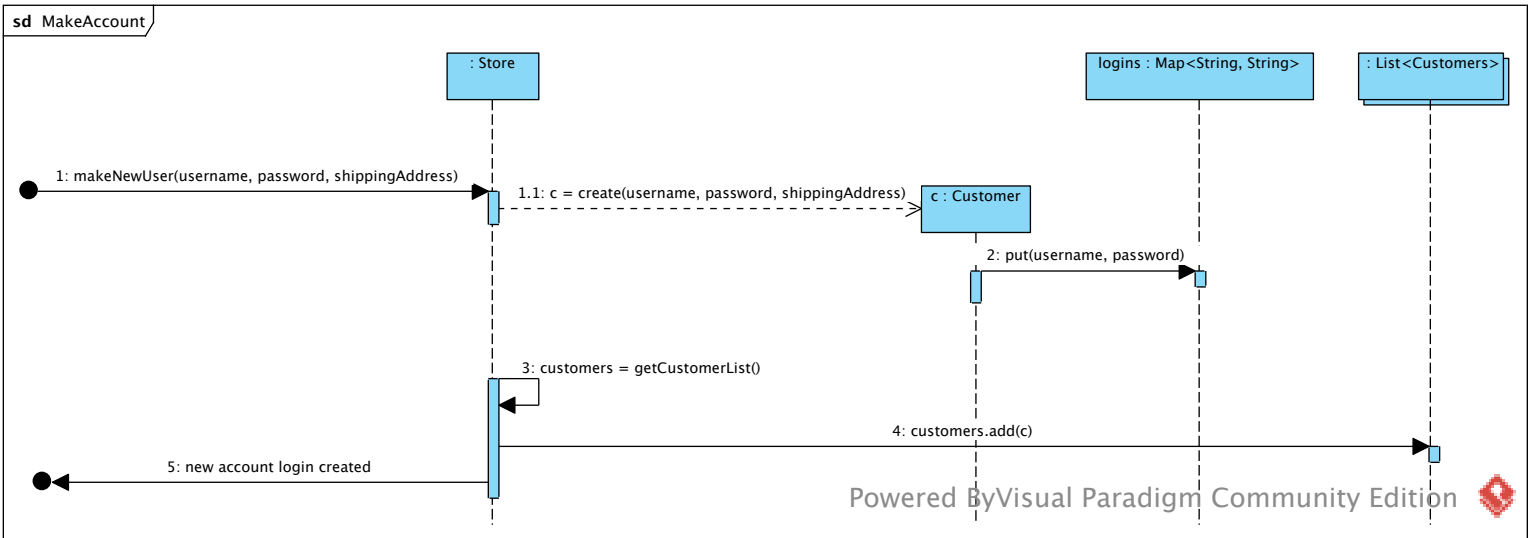 sd MakeAccount
: Store
logins : Map<String, String>
: List<Customers>
1: makeNewUser(username, password, shippingAddress)
1.1: c = create(username, password, shippingAddress)
c : Customer
2: put(username, password)
3: customers = getCustomerList()
4: customers.add(c)
5: new account login created
Powered ByVisual Paradigm Community Edition